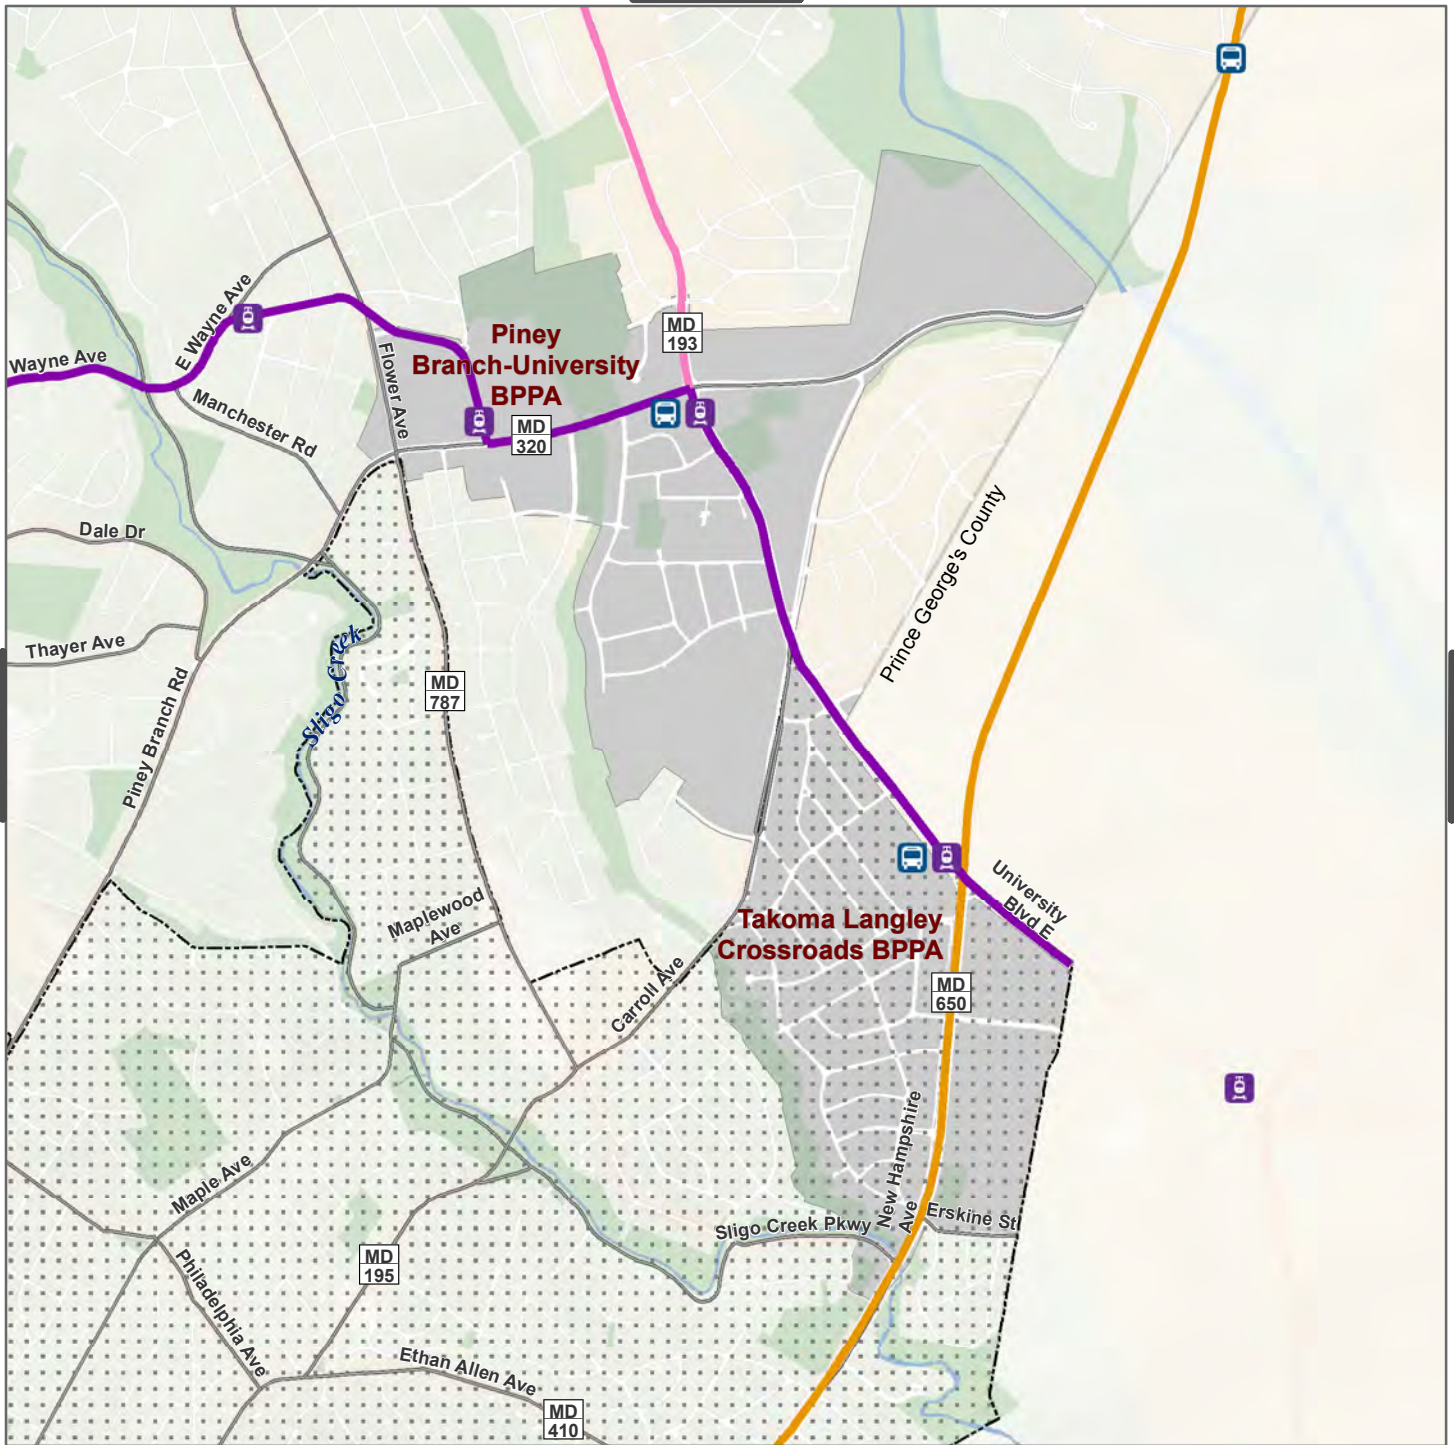 MD
193
Piney
Branch-University
BPPA
E Wayne Ave
Wayne Ave
Flower Ave
Manchester Rd
MD
320
Dale Dr
Prince George's County
Thayer Ave
Sligo Creek
MD
787
Piney Branch Rd
University
Blvd E
Maplewood
Ave
Takoma Langley
Crossroads BPPA
Carroll Ave
MD
650
New Hampshire
Ave
Maple Ave
Sligo Creek Pkwy
Erskine St
MD
195
Philadelphia Ave
Ethan Allen Ave
MD
410